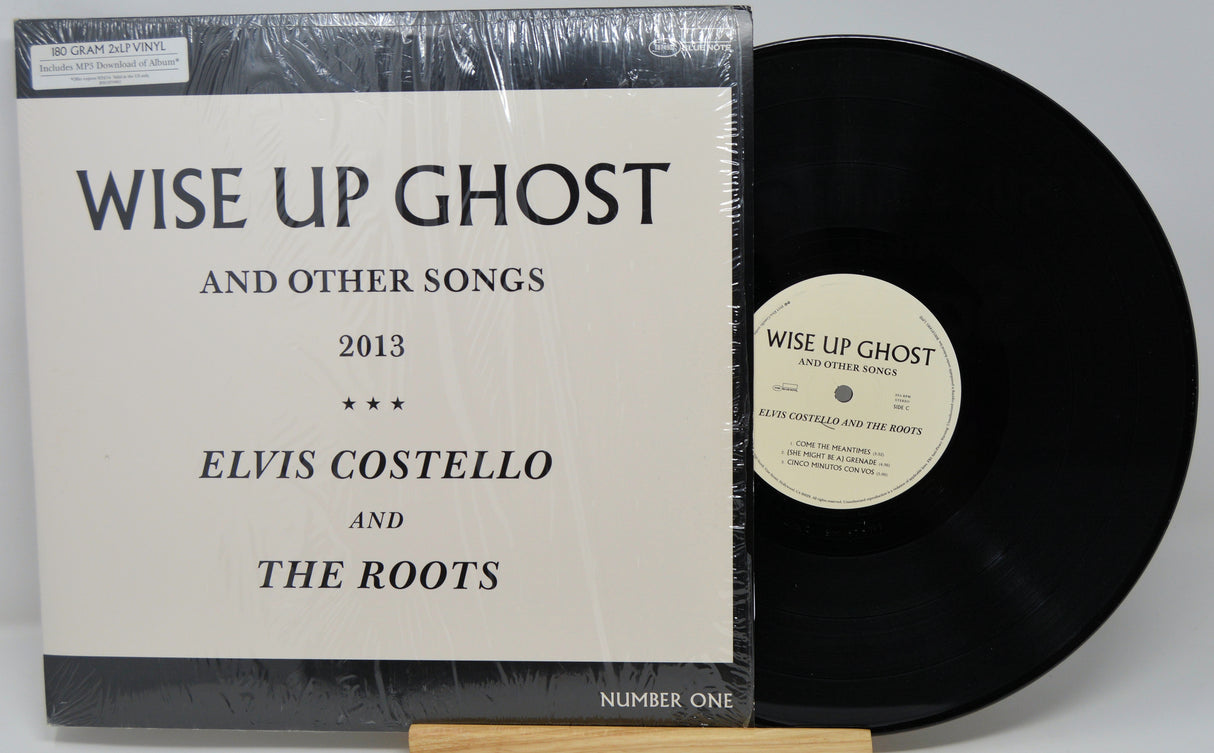 180 GRAM 2xLP VINYL
Includes MP3 Download of Album*
BLUE NOTE
WISE UP GHOST
AND OTHER SONGS
2013
★ ★ ★
ELVIS COSTELLO
AND
THE ROOTS
NUMBER ONE
WISE UP GHOST
AND OTHER SONGS
STEREO
SIDE C
ELVIS COSTELLO AND THE ROOTS
1. COME THE MEANTIMES
2. (SHE MIGHT BE A) GRENADE
3. CINCO MINUTOS CON VOS